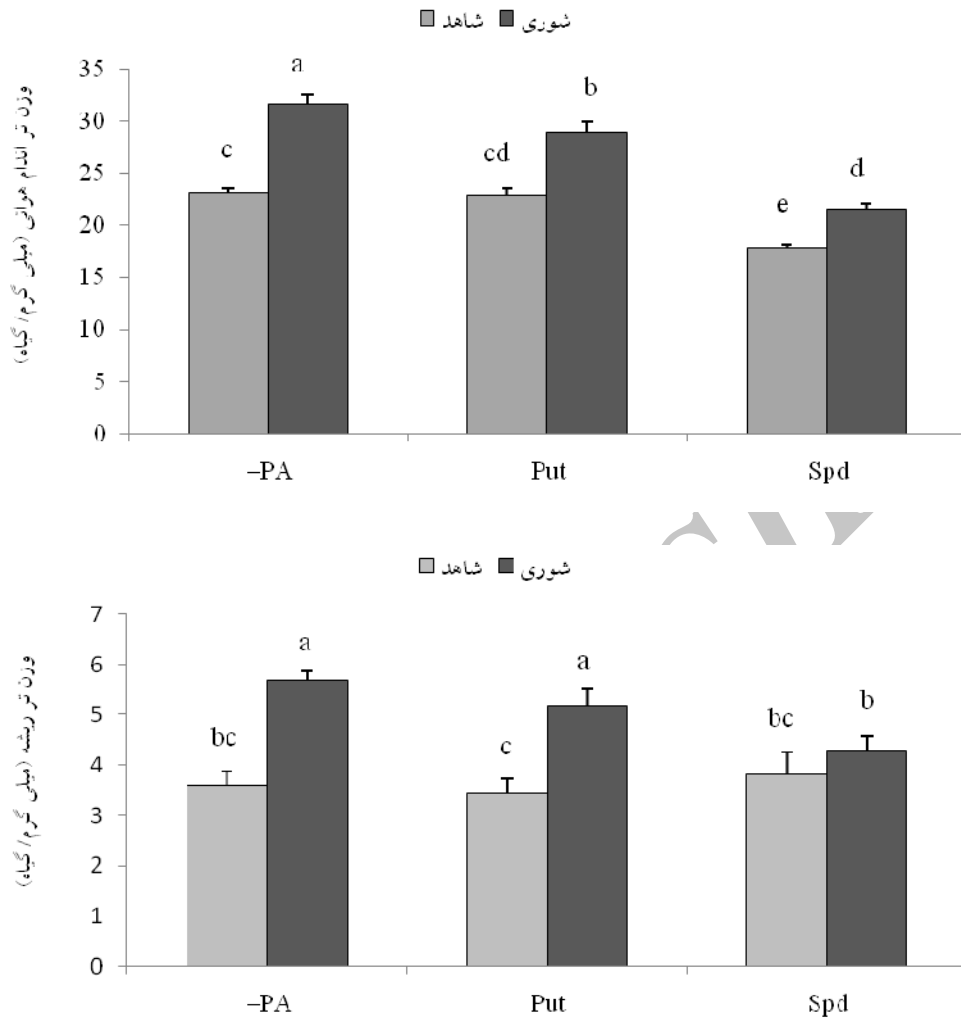 شاهد شوری
وزن تر اندام هوائی (میلی گرم/ گیاه)
35
30
25
20
15
10
5
0
a
b
c
cd
d
e
–PA Put Spd
شاهد شوری
وزن تر ریشه (میلی گرم/ گیاه)
7
6
5
4
3
2
1
0
a
a
bc
c
bc
b
–PA Put Spd